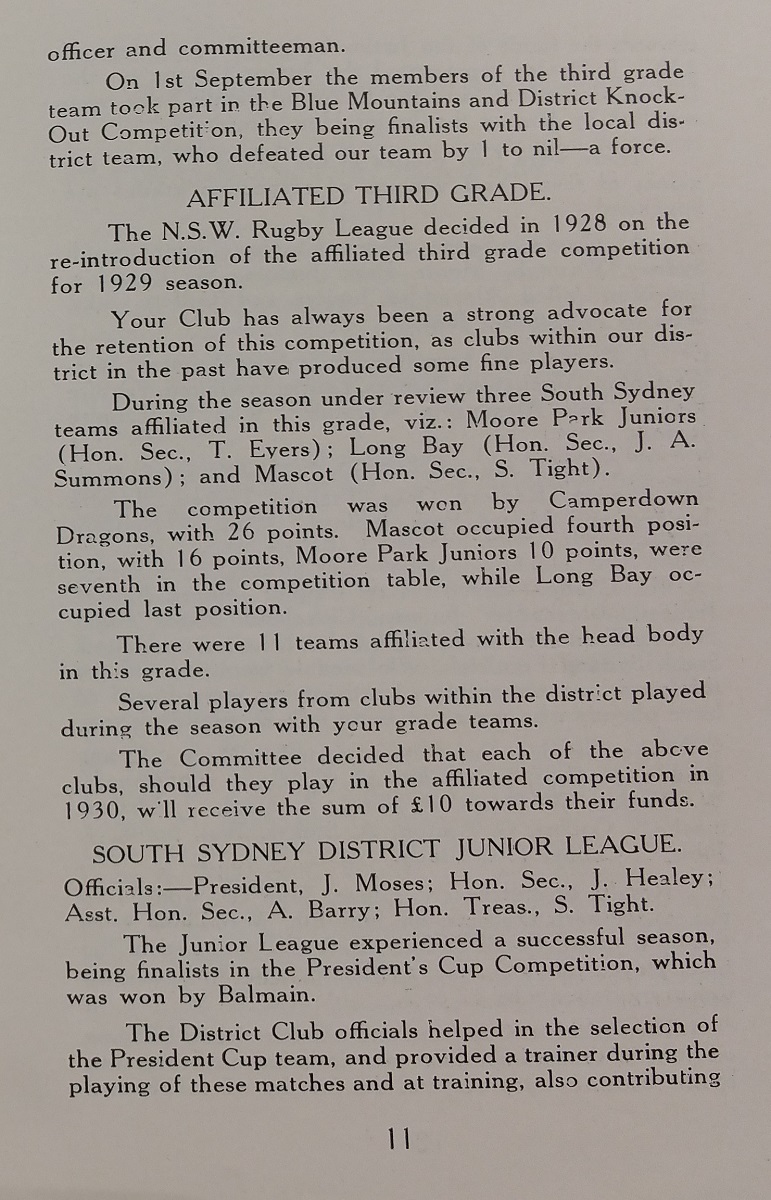 officer and committeeman.
On 1st September the members of the third grade
team took part in the Blue Mountains and District Knock-
Out Competition, they being finalists with the local dis-
trict team, who defeated our team by 1 to nil—a force.
AFFILIATED THIRD GRADE.
The N.S.W. Rugby League decided in 1928 on the
re-introduction of the affiliated third grade competition
for 1929 season.
Your Club has always been a strong advocate for
the retention of this competition, as clubs within our dis-
trict in the past have produced some fine players.
During the season under review three South Sydney
teams affiliated in this grade, viz.: Moore Park Juniors
(Hon. Sec., T. Evers); Long Bay (Hon. Sec., J. A.
Summons); and Mascot (Hon. Sec., S. Tight).
The competition was won by Camperdown
Dragons, with 26 points. Mascot occupied fourth posi-
tion, with 16 points, Moore Park Juniors 10 points, were
seventh in the competition table, while Long Bay oc-
cupied last position.
There were 11 teams affiliated with the head body
in this grade.
Several players from clubs within the district played
during the season with your grade teams.
The Committee decided that each of the above
clubs, should they play in the affiliated competition in
1930, will receive the sum of £10 towards their funds.
SOUTH SYDNEY DISTRICT JUNIOR LEAGUE.
Officials:—President, J. Moses; Hon. Sec., J. Healey;
Asst. Hon. Sec., A. Barry; Hon. Treas., S. Tight.
The Junior League experienced a successful season,
being finalists in the President's Cup Competition, which
was won by Balmain.
The District Club officials helped in the selection of
the President Cup team, and provided a trainer during the
playing of these matches and at training, also contributing
11